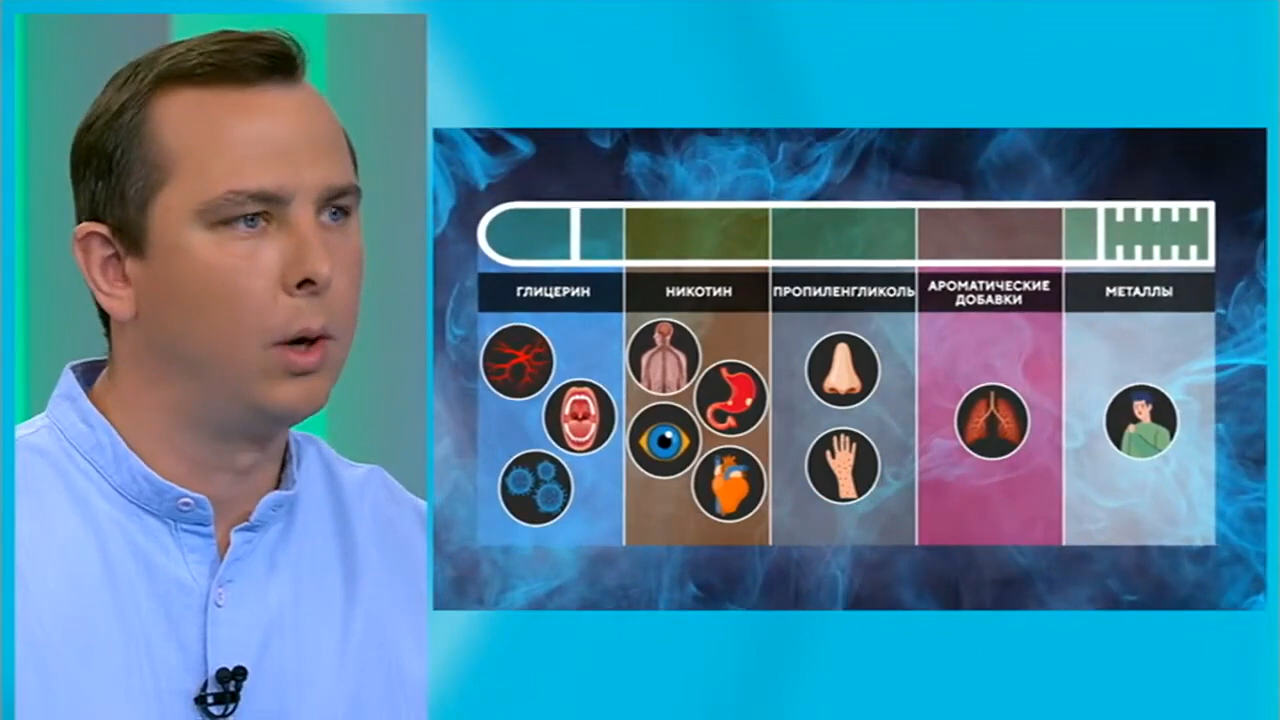 ГЛИЦЕРИН
НИКОТИН
ПРОПИЛЕНГЛИКОЛЬ
АРОМАТИЧЕСКИЕ
ДОБАВКИ
МЕТАЛЛЫ